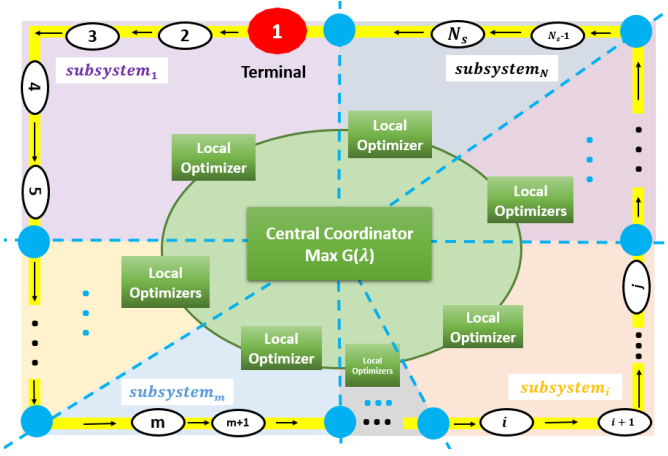 3
2
1
N_s
N_s-1
subsystem_1
Terminal
subsystem_N
4
Local
Optimizer
Local
Optimizer
5
Local
Optimizers
Central Coordinator
Max G(λ)
Local
Optimizers
j
Local
Optimizer
Local
Optimizer
Local
Optimizers
subsystem_m
subsystem_i
m
m+1
i
i + 1